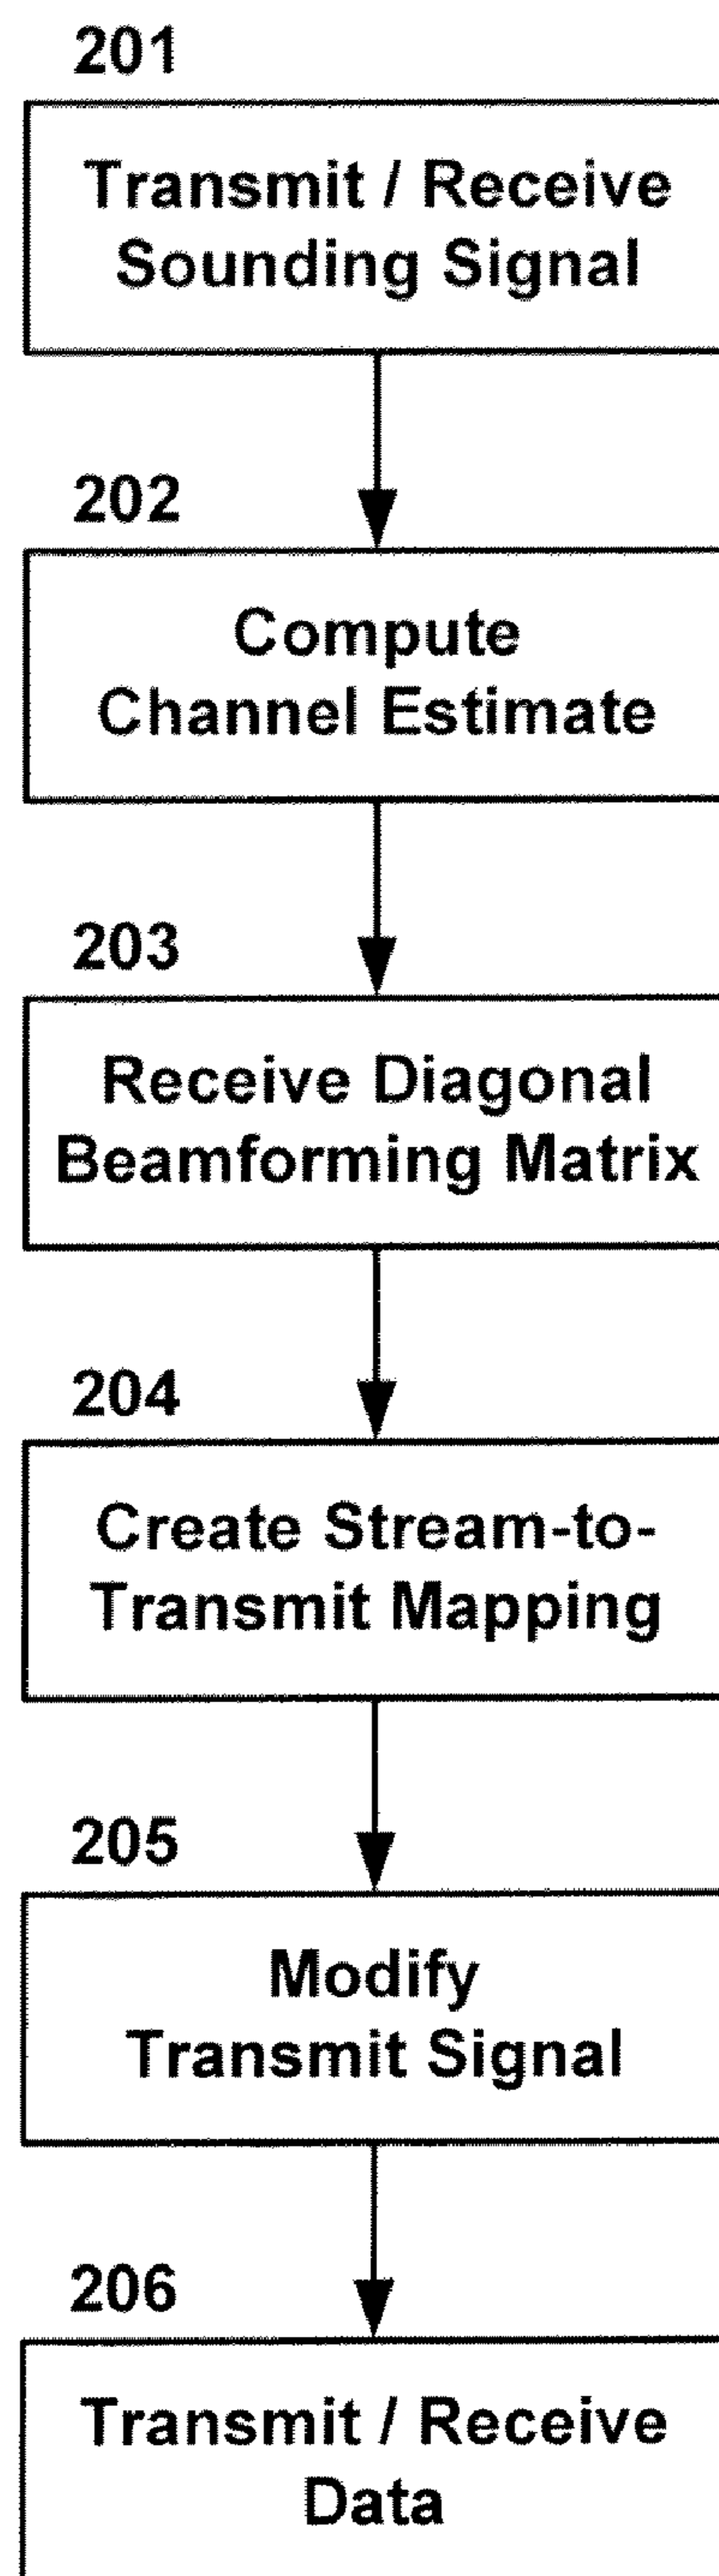 201
Transmit / Receive
Sounding Signal
202
Compute
Channel Estimate
203
Receive Diagonal
Beamforming Matrix
204
Create Stream-to-
Transmit Mapping
205
Modify
Transmit Signal
206
Transmit / Receive
Data